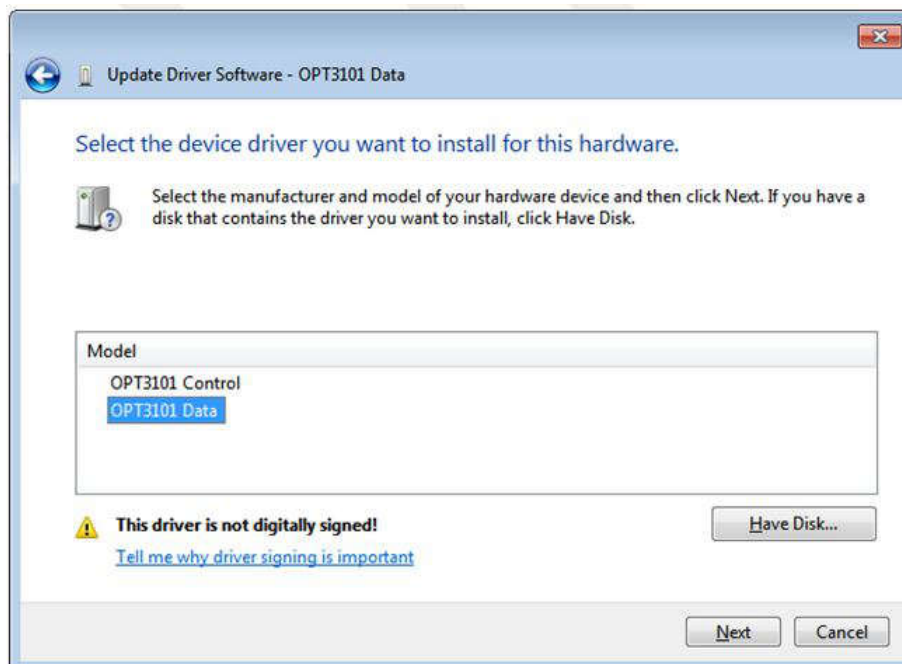 Update Driver Software - OPT3101 Data
Select the device driver you want to install for this hardware.
Select the manufacturer and model of your hardware device and then click Next. If you have a
disk that contains the driver you want to install, click Have Disk.
Model
OPT3101 Control
OPT3101 Data
This driver is not digitally signed!
Have Disk...
Tell me why driver signing is important
Next
Cancel